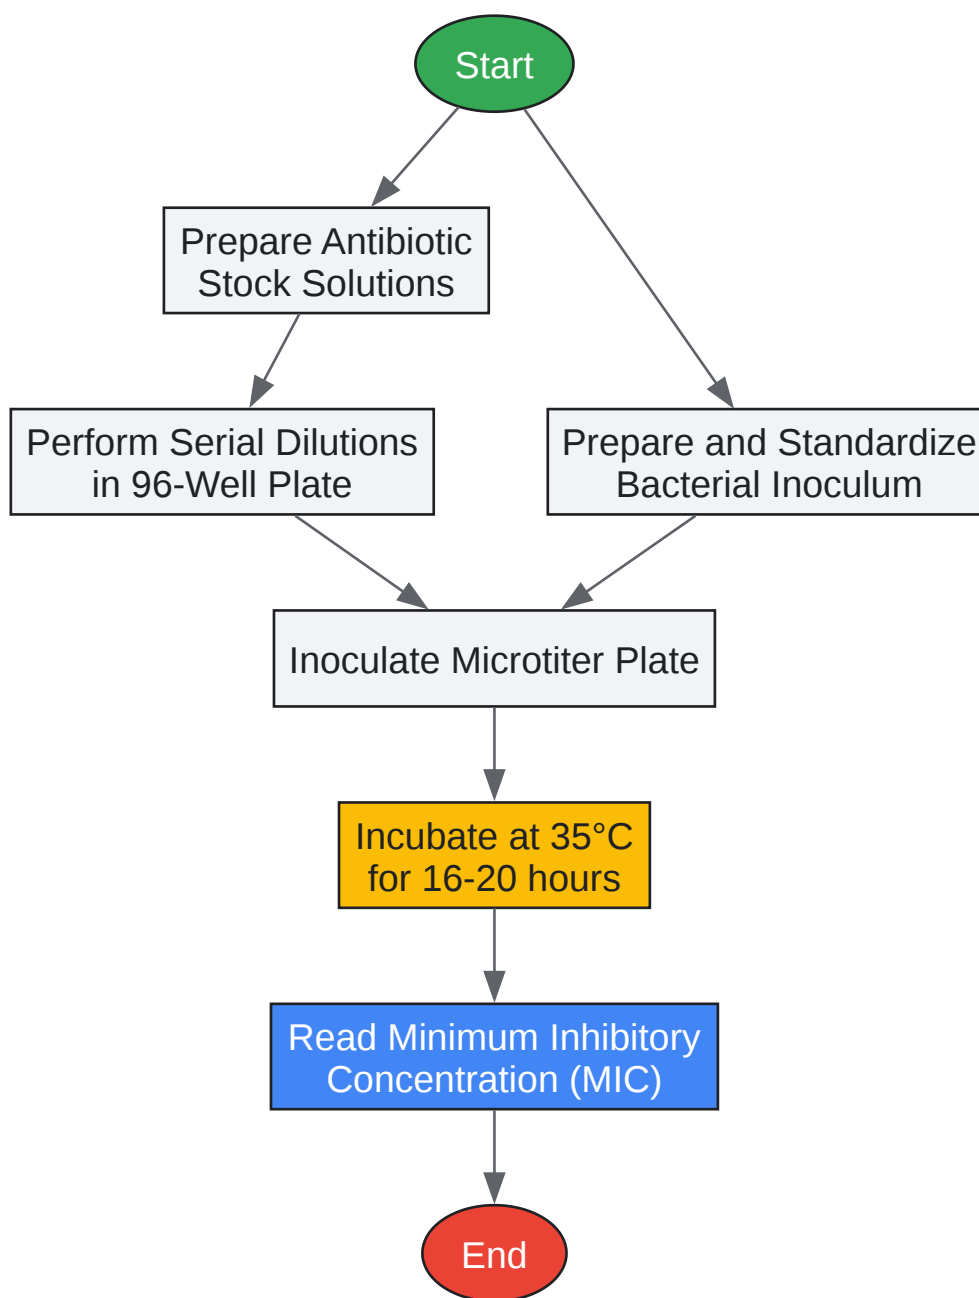 Start
Prepare Antibiotic
Stock Solutions
Perform Serial Dilutions
in 96-Well Plate
Prepare and Standardize
Bacterial Inoculum
Inoculate Microtiter Plate
Incubate at 35°C
for 16-20 hours
Read Minimum Inhibitory
Concentration (MIC)
End